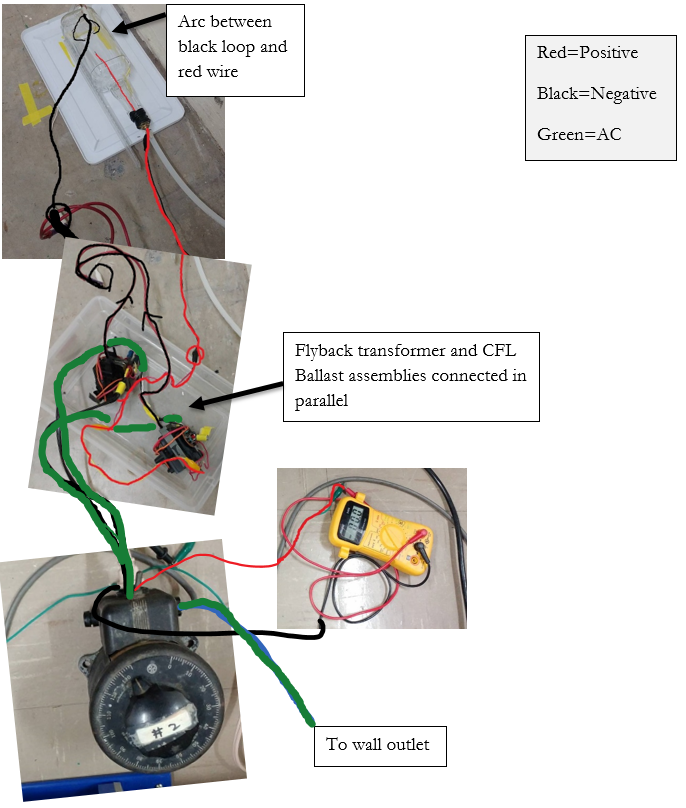 Arc between
black loop and
red wire
Red=Positive
Black=Negative
Green=AC
Flyback transformer and CFL
Ballast assemblies connected in
parallel
#2
To wall outlet